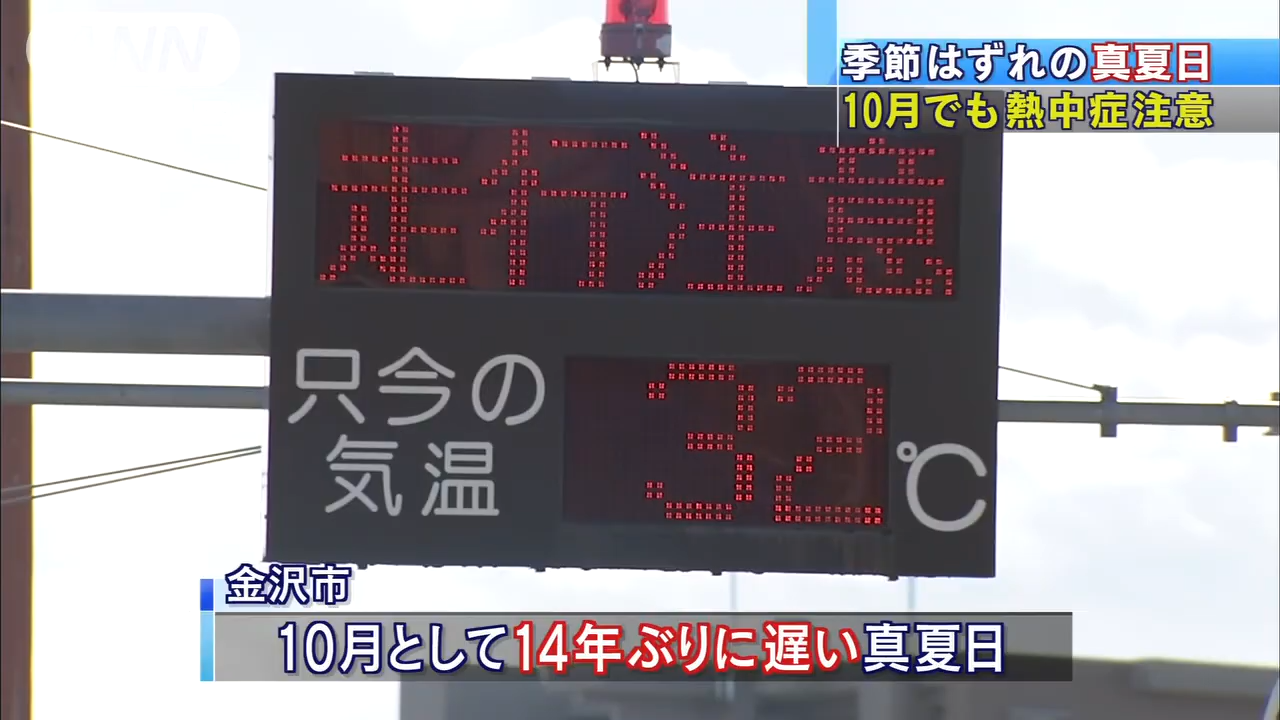 ANN
季節はずれの真夏日
10月でも熱中症注意
走行注意
只今の
気温
32℃
金沢市
10月として14年ぶりに遅い真夏日